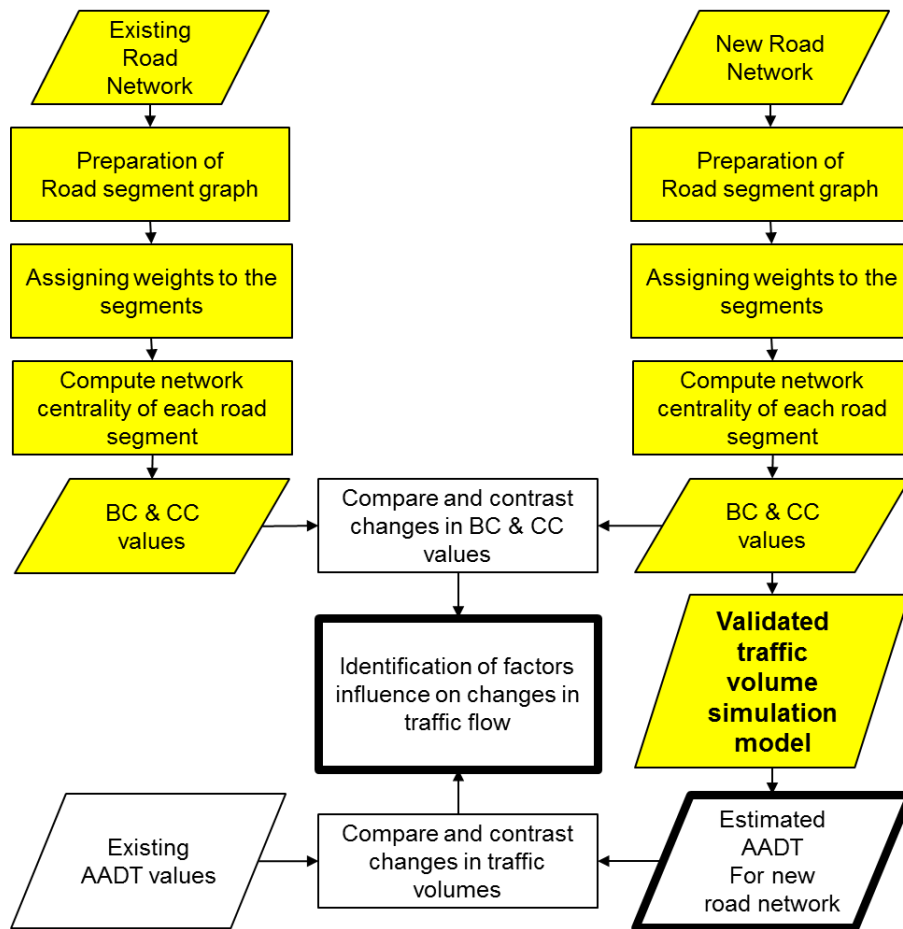 Existing
Road
Network
Preparation of
Road segment graph
Assigning weights to the
segments
Compute network
centrality of each road
segment
BC & CC
values
New Road
Network
Preparation of
Road segment graph
Assigning weights to the
segments
Compute network
centrality of each road
segment
BC & CC
values
Compare and contrast
changes in BC & CC
values
Validated
traffic
volume
simulation
model
Identification of factors
influence on changes in
traffic flow
Existing
AADT values
Compare and contrast
changes in traffic
volumes
Estimated
AADT
For new
road network